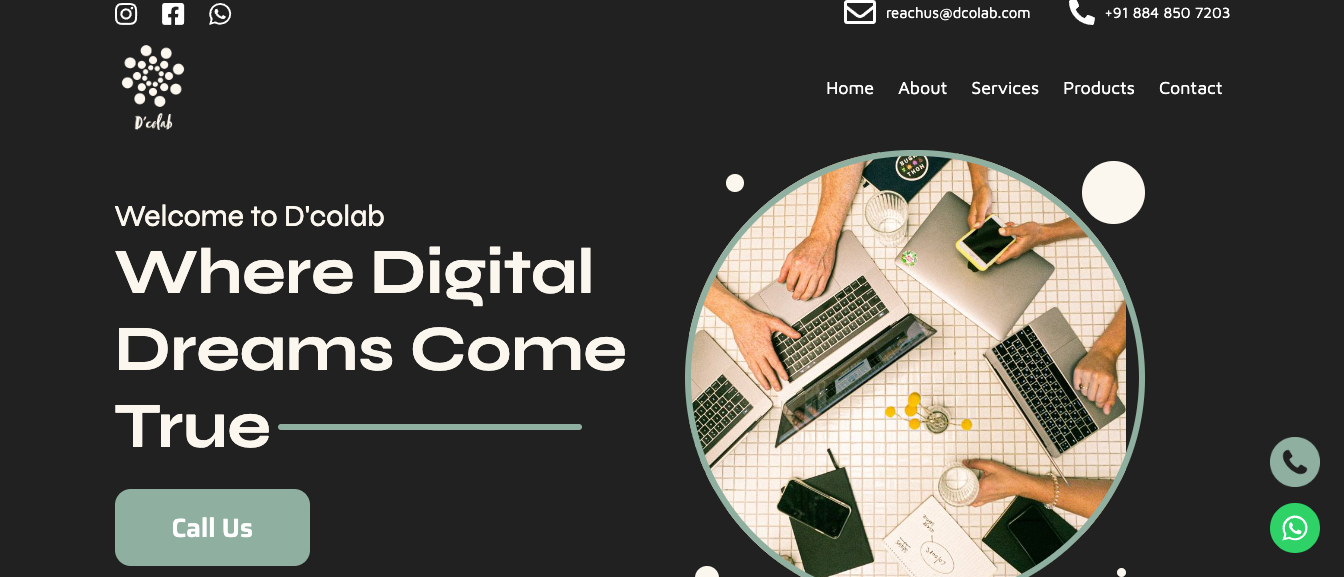 reachus@dcolab.com
+91 884 850 7203
D'colab
Home About Services Products Contact
Welcome to D'colab
Where Digital
Dreams Come
True
Call Us